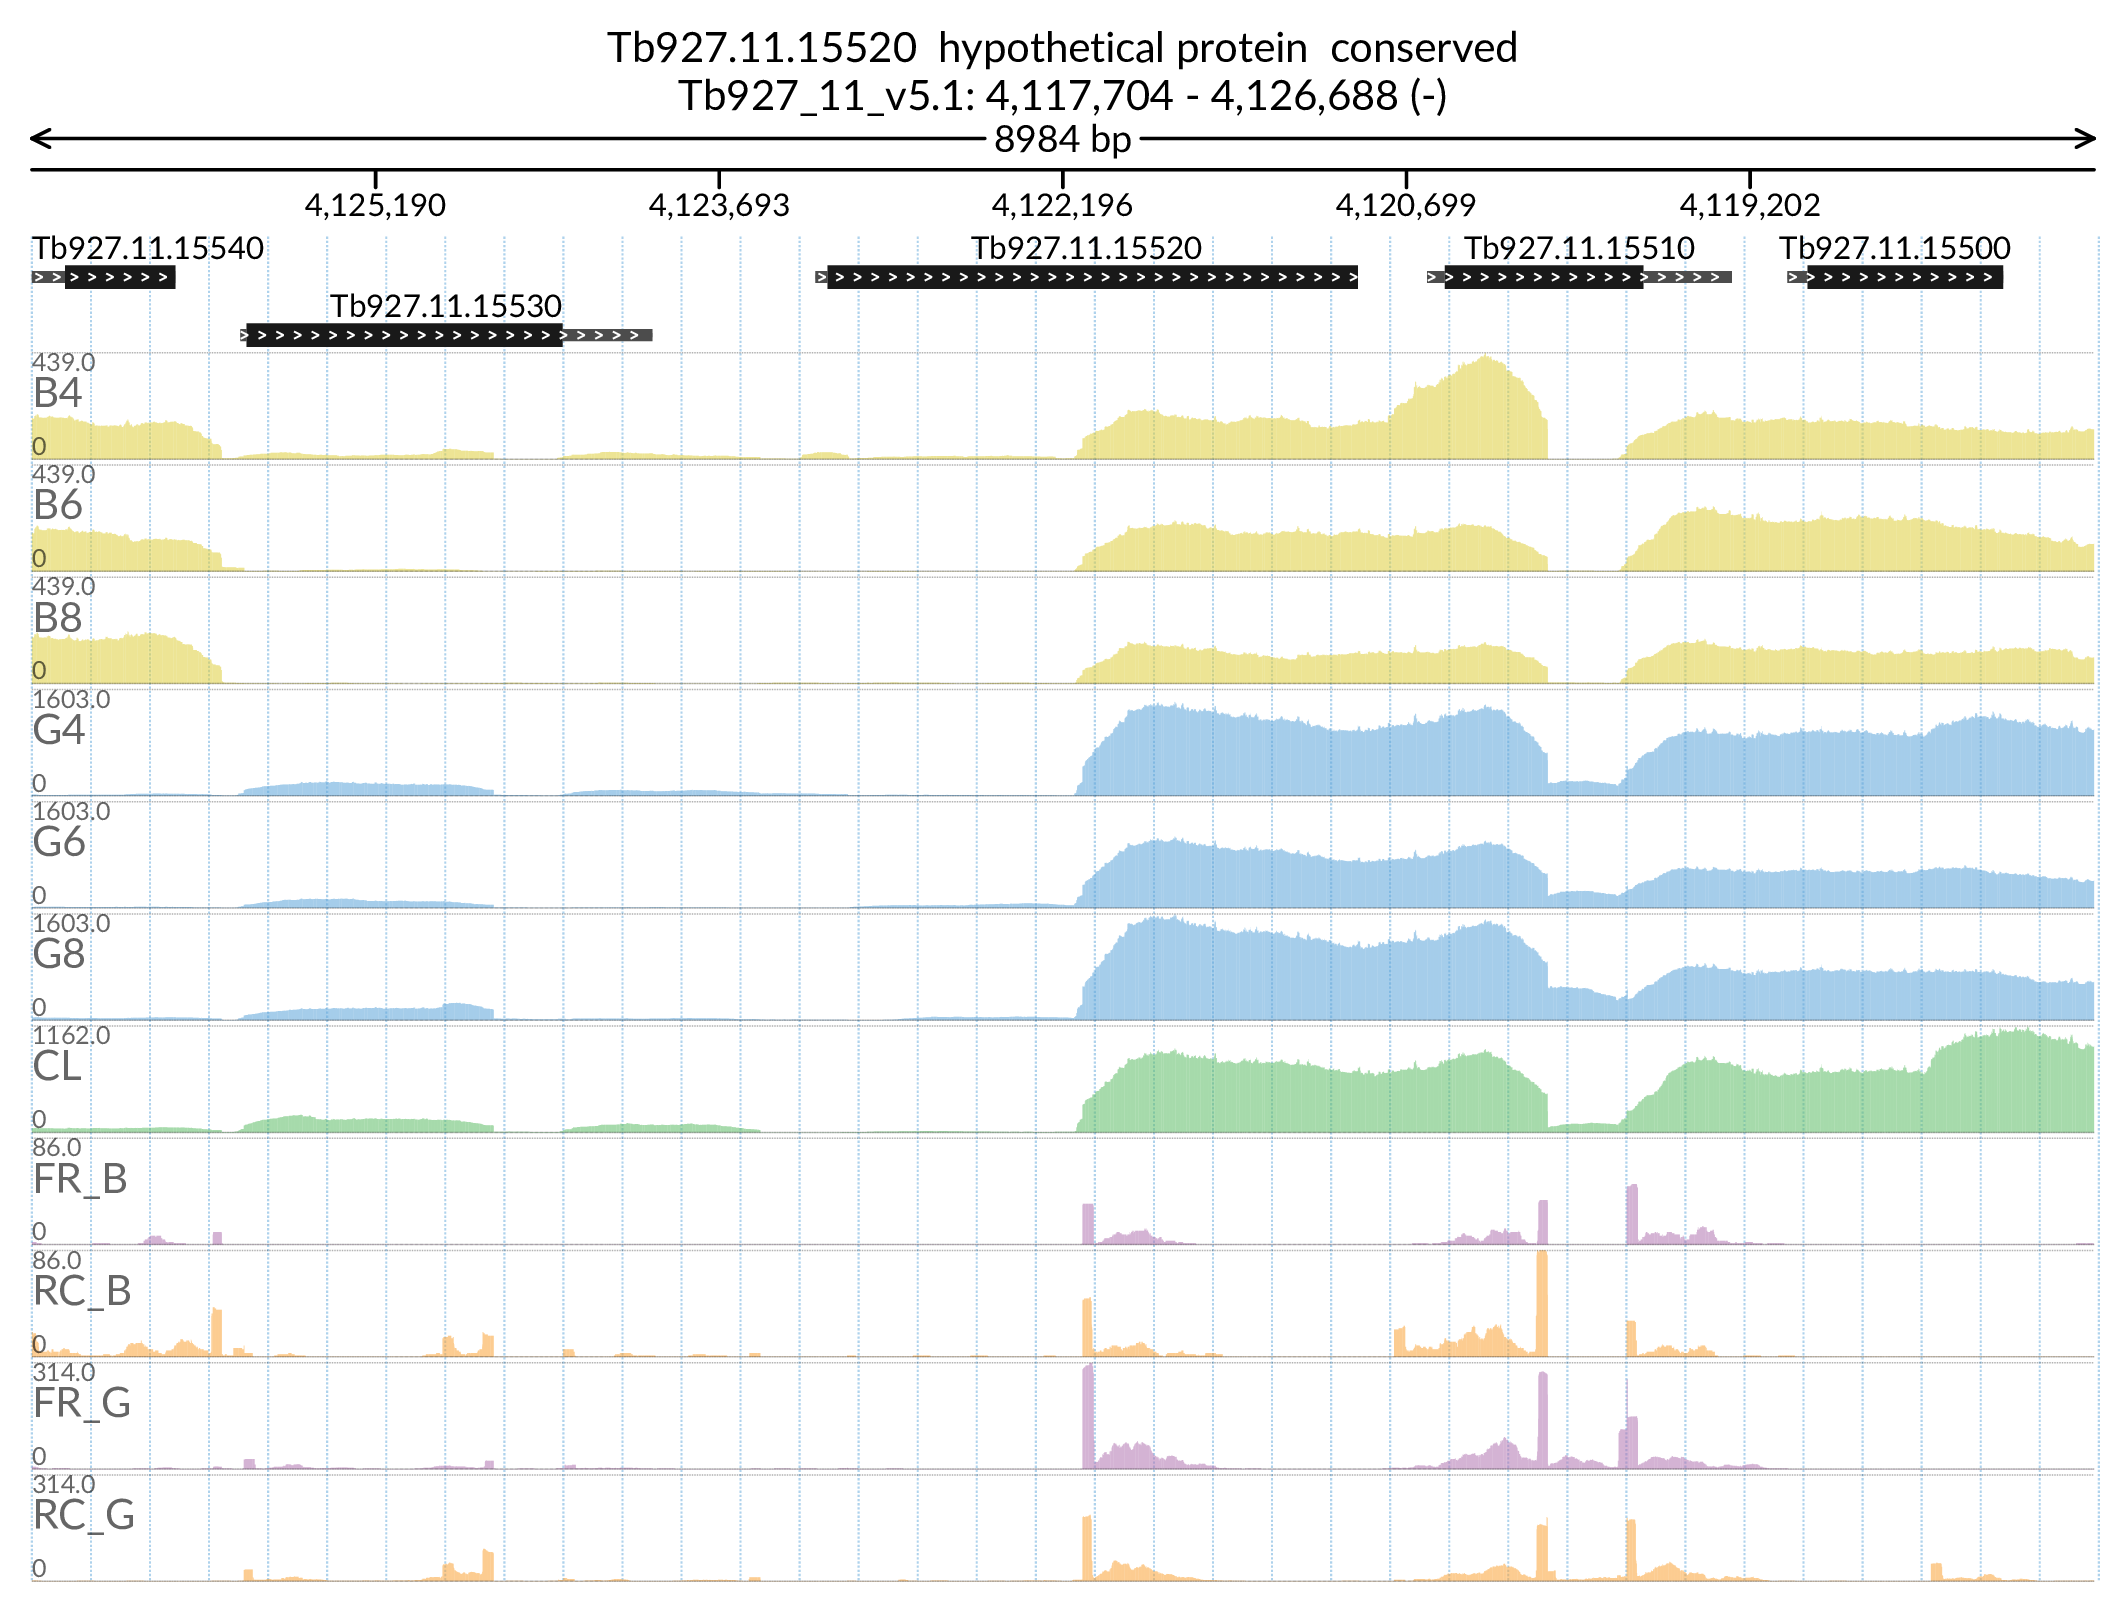 Tb927.11.15520  hypothetical protein  conserved
Tb927_11_v5.1: 4,117,704 - 4,126,688 (-)
8984 bp
4,125,190 4,123,693 4,122,196 4,120,699 4,119,202
Tb927.11.15540 Tb927.11.15520 Tb927.11.15510 Tb927.11.15500
Tb927.11.15530
439.0
B4
0
439.0
B6
0
439.0
B8
0
1603.0
G4
0
1603.0
G6
0
1603.0
G8
0
1162.0
CL
0
86.0
FR_B
0
86.0
RC_B
0
314.0
FR_G
0
314.0
RC_G
0